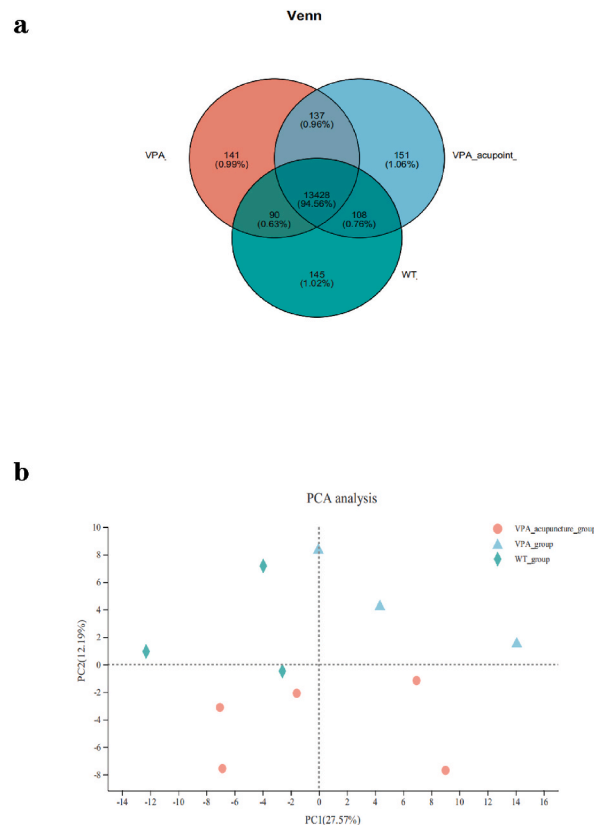 a
Venn
137
(0.96%)
VPA_
141
(0.99%)
151
(1.06%)
VPA_acupoint_
13428
(94.56%)
90
(0.63%)
108
(0.76%)
WT_
145
(1.02%)
b
PCA analysis
VPA_acupuncture_group
VPA_group
WT_group
10
8
6
4
2
0
-2
-4
-6
-8
PC2(12.19%)
-14 -12 -10 -8 -6 -4 -2 0 2 4 6 8 10 12 14 16
PC1(27.57%)